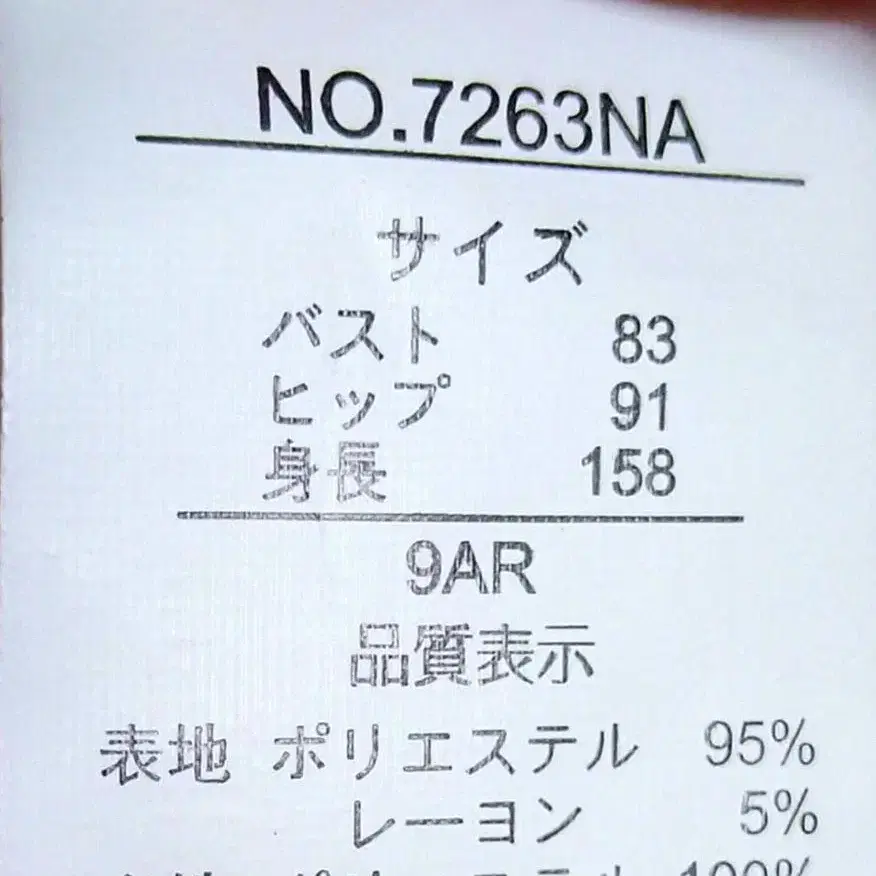 NO.7263NA
サイズ
バスト 83
ヒップ 91
身長 158
9AR
品質表示
表地 ポリエステル 95%
レーヨン 5%